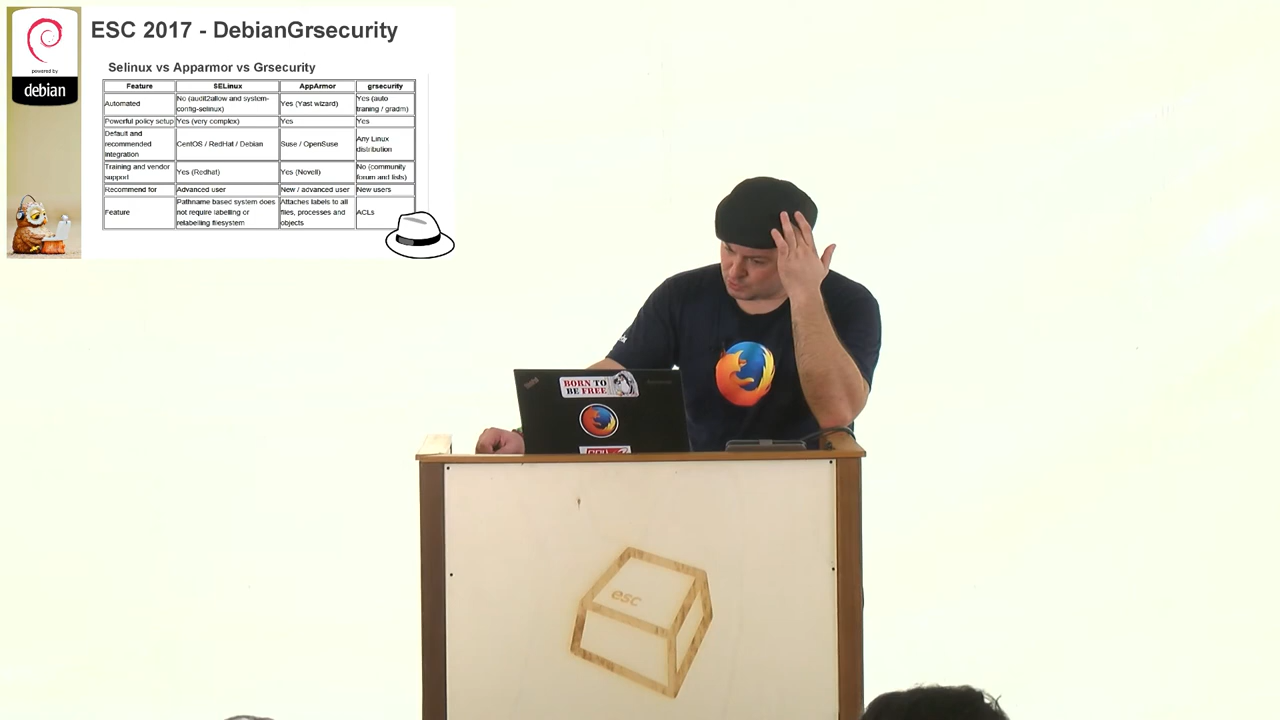 ESC 2017 - DebianGrsecurity
powered by
debian
Selinux vs Apparmor vs Grsecurity
Feature SELinux AppArmor grsecurity
Automated No (audit2allow and system-
config-selinux) Yes (Yast wizard) Yes (auto
traning / gradm)
Powerful policy setup Yes (very complex) Yes Yes
Default and
recommended
integration CentOS / RedHat / Debian Suse / OpenSuse Any Linux
distribution
Training and vendor
support Yes (Redhat) Yes (Novell) No (community
forum and lists)
Recommend for Advanced user New / advanced user New users
Feature Pathname based system does
not require labelling or
relabelling filesystem Attaches labels to all
files, processes and
objects ACLs
BORN TO
BE FREE
esc